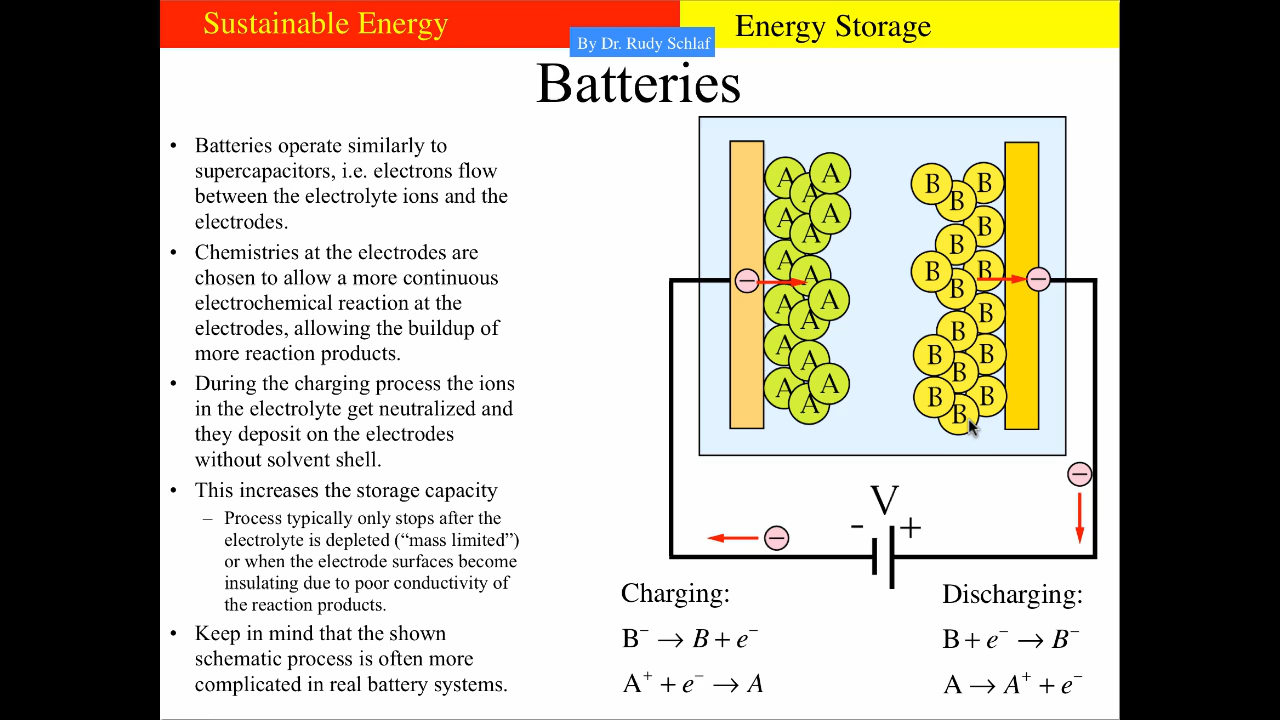 Sustainable Energy
Energy Storage
By Dr. Rudy Schlaf
Batteries
• Batteries operate similarly to
supercapacitors, i.e. electrons flow
between the electrolyte ions and the
electrodes.
• Chemistries at the electrodes are
chosen to allow a more continuous
electrochemical reaction at the
electrodes, allowing the buildup of
more reaction products.
• During the charging process the ions
in the electrolyte get neutralized and
they deposit on the electrodes
without solvent shell.
• This increases the storage capacity
– Process typically only stops after the
electrolyte is depleted (“mass limited”)
or when the electrode surfaces become
insulating due to poor conductivity of
the reaction products.
• Keep in mind that the shown
schematic process is often more
complicated in real battery systems.
A A A A A A A A A A A A A A A A A
B B B B B B B B B B B B B B B B B
− − − −
V
- +
Charging:
B⁻ → B + e⁻
A⁺ + e⁻ → A
Discharging:
B + e⁻ → B⁻
A → A⁺ + e⁻